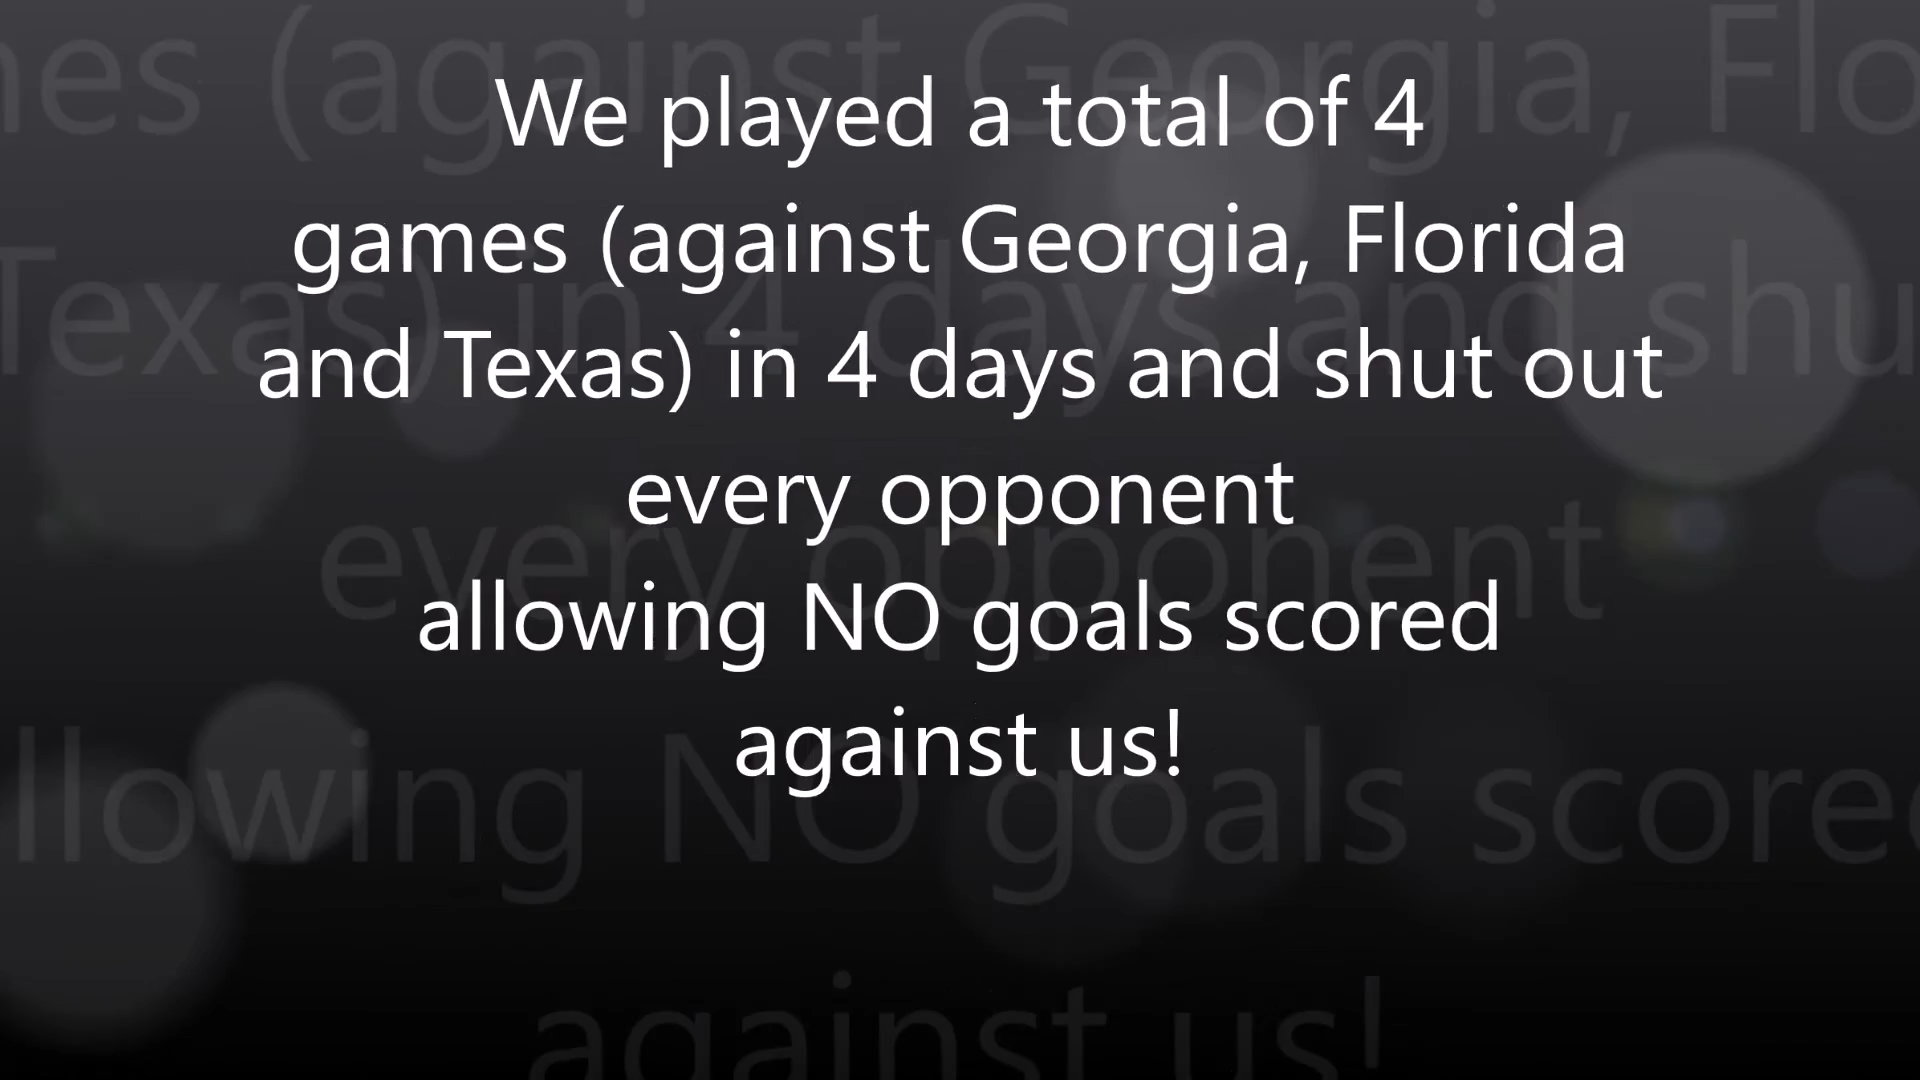 We played a total of 4
games (against Georgia, Florida
and Texas) in 4 days and shut out
every opponent
allowing NO goals scored
against us!